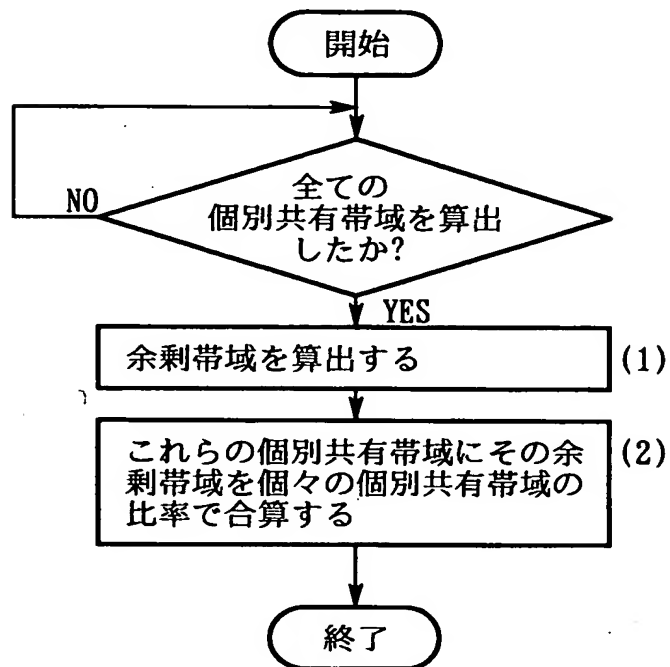 開始
全ての
個別共有帯域を算出
したか?
NO
YES
余剰帯域を算出する
(1)
これらの個別共有帯域にその余
(2)
剰帯域を個々の個別共有帯域の
比率で合算する
終了